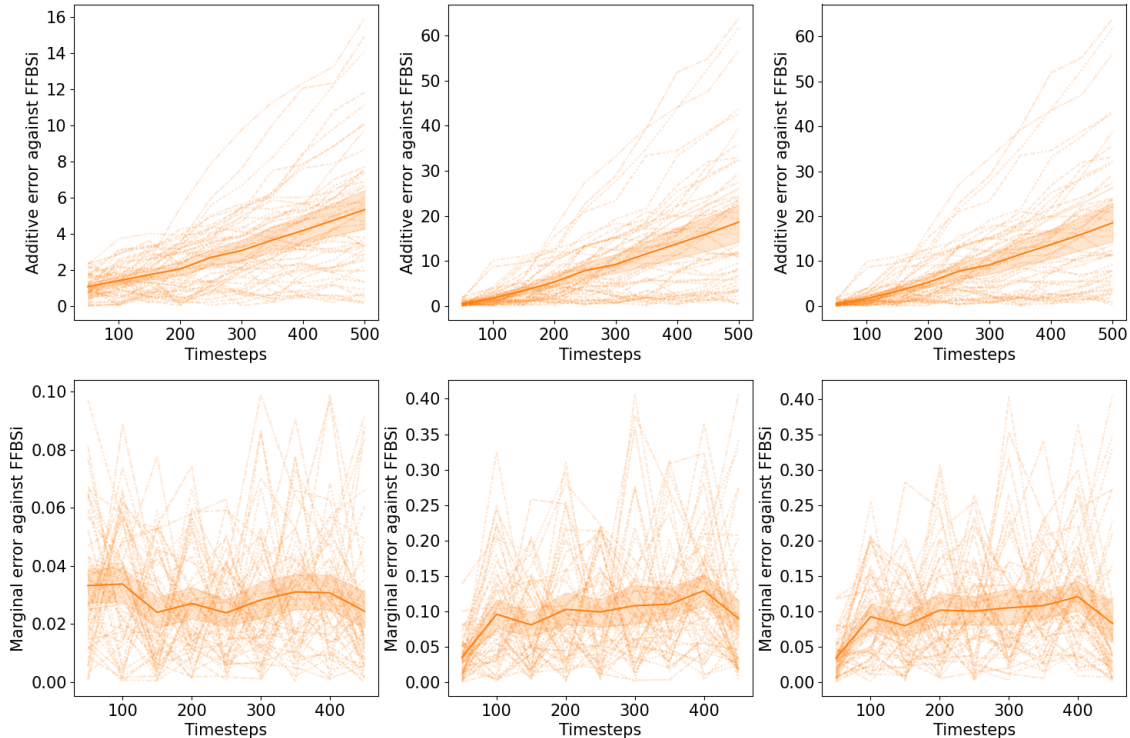 Additive error against FFBSi
16
14
12
10
8
6
4
2
0
100 200 300 400 500
Timesteps
Additive error against FFBSi
60
50
40
30
20
10
0
100 200 300 400 500
Timesteps
Additive error against FFBSi
60
50
40
30
20
10
0
100 200 300 400 500
Timesteps
Marginal error against FFBSi
0.10
0.08
0.06
0.04
0.02
0.00
100 200 300 400
Timesteps
Marginal error against FFBSi
0.40
0.35
0.30
0.25
0.20
0.15
0.10
0.05
0.00
100 200 300 400
Timesteps
Marginal error against FFBSi
0.40
0.35
0.30
0.25
0.20
0.15
0.10
0.05
0.00
100 200 300 400
Timesteps